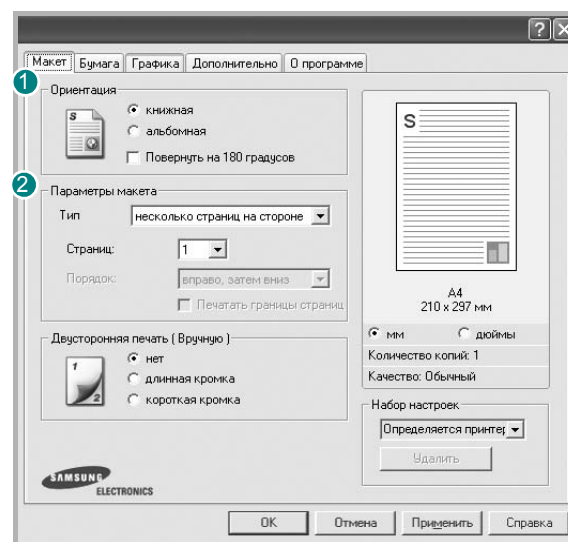 Макет Бумага Графика Дополнительно О программе
1
Ориентация
книжная
альбомная
Повернуть на 180 градусов
S
2
Параметры макета
Тип несколько страниц на стороне
Страниц: 1
Порядок: вправо, затем вниз
Печатать границы страниц
Двусторонняя печать ( Вручную )
нет
длинная кромка
короткая кромка
1
2
S
A4
210 x 297 мм
мм дюймы
Количество копий: 1
Качество: Обычный
Набор настроек
Определяется принтер
Удалить
SAMSUNG
ELECTRONICS
OK Отмена Применить Справка